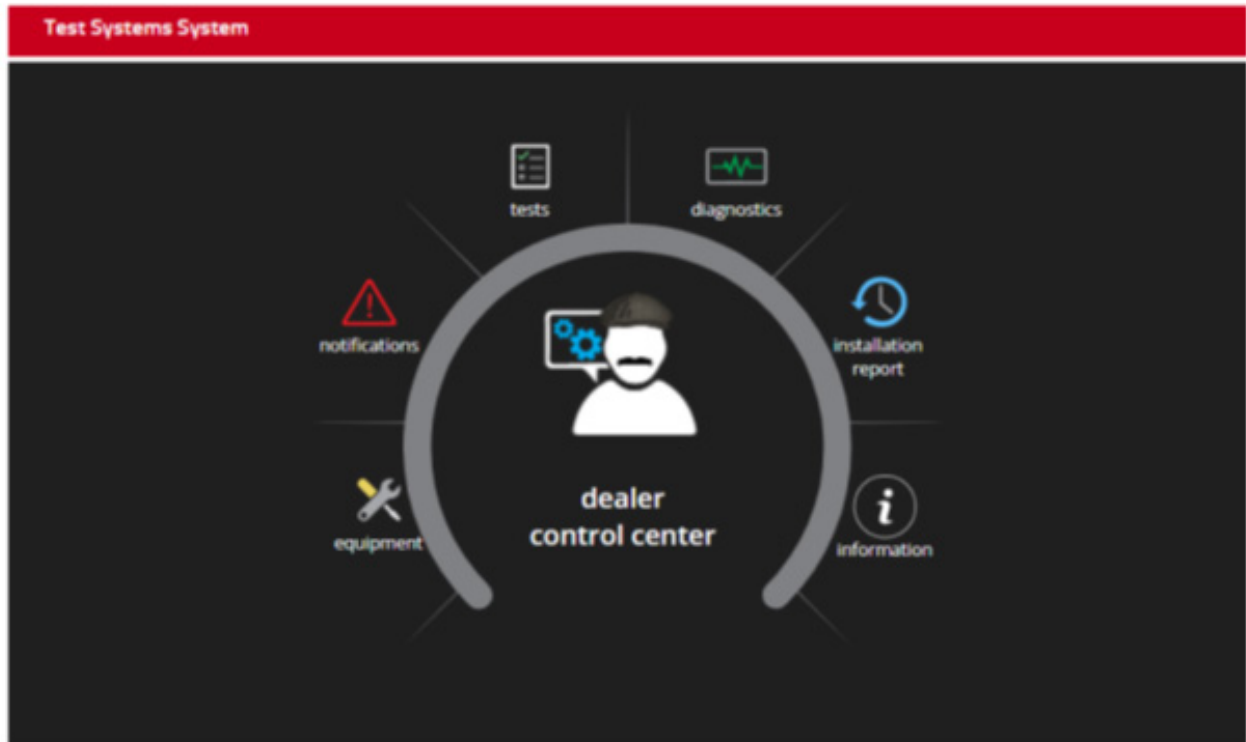 Test Systems System
tests
diagnostics
notifications
installation
report
dealer
control center
equipment
information